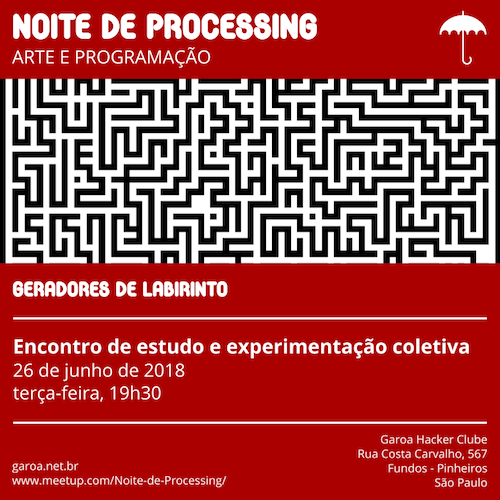 NOITE DE PROCESSING
ARTE E PROGRAMAÇÃO
GERADORES DE LABIRINTO
Encontro de estudo e experimentação coletiva
26 de junho de 2018
terça-feira, 19h30
Garoa Hacker Clube
Rua Costa Carvalho, 567
Fundos - Pinheiros
São Paulo
garoa.net.br
www.meetup.com/Noite-de-Processing/